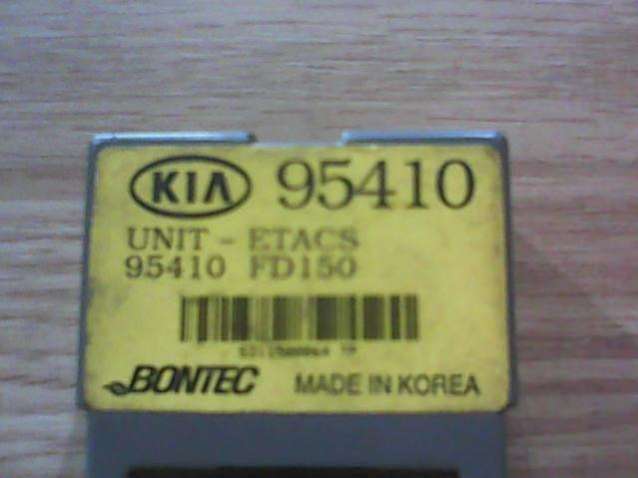 KIA 95410
UNIT - ETACS
95410 FD150
BONTEC MADE IN KOREA